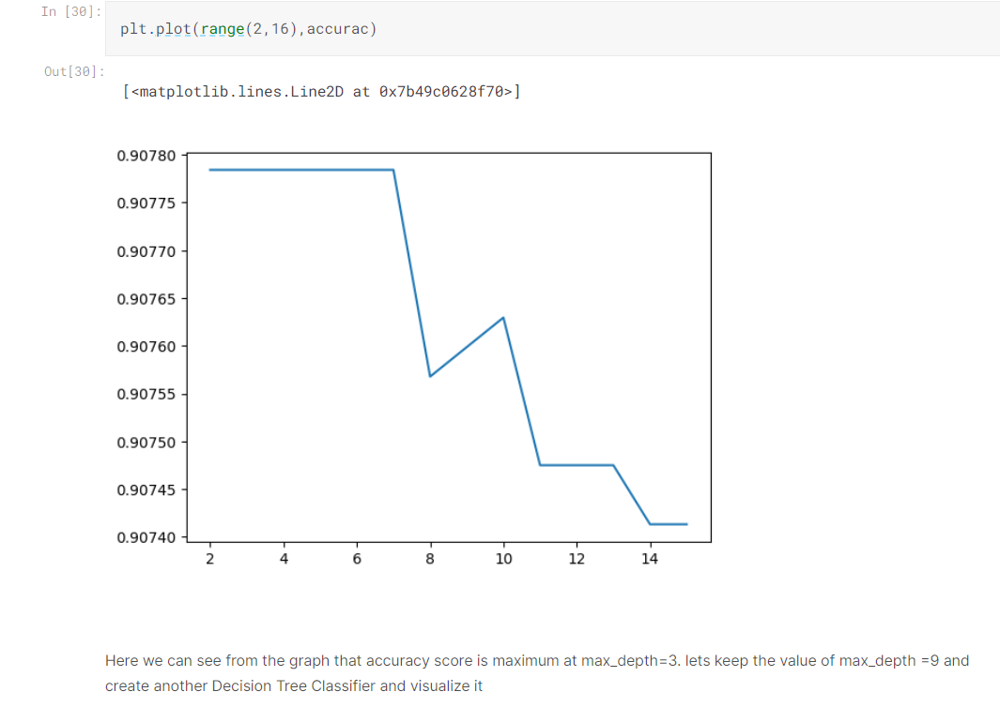 In [30]:
plt.plot(range(2,16),accurac)
Out[30]:
[<matplotlib.lines.Line2D at 0x7b49c0628f70>]
0.90780
0.90775
0.90770
0.90765
0.90760
0.90755
0.90750
0.90745
0.90740
2 4 6 8 10 12 14
Here we can see from the graph that accuracy score is maximum at max_depth=3. lets keep the value of max_depth =9 and
create another Decision Tree Classifier and visualize it